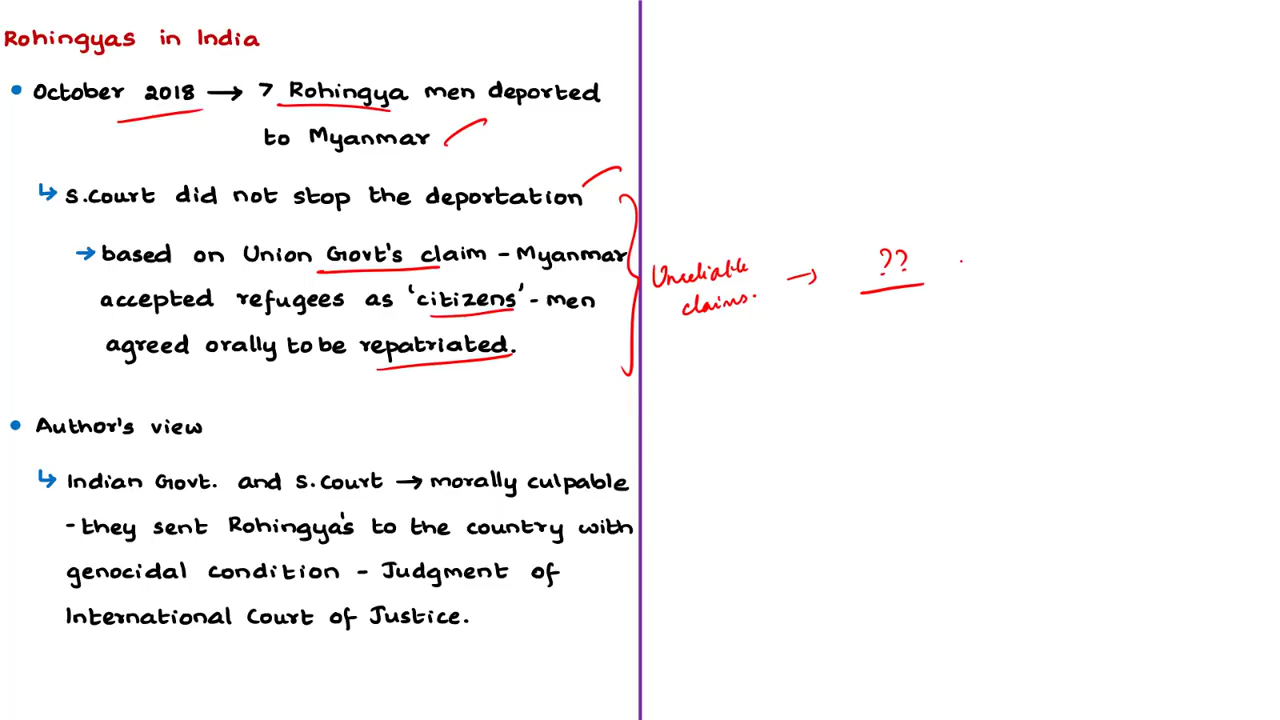 Rohingyas in India
• October 2018 → 7 Rohingya men deported
to Myanmar
↳ S.Court did not stop the deportation
→ based on Union Govt's claim - Myanmar
accepted refugees as 'citizens' - men
agreed orally to be repatriated.
Unreliable
claims.
→ ??
• Author's view
↳ Indian Govt. and S.Court → morally culpable
- they sent Rohingya's to the country with
genocidal condition - Judgment of
International Court of Justice.